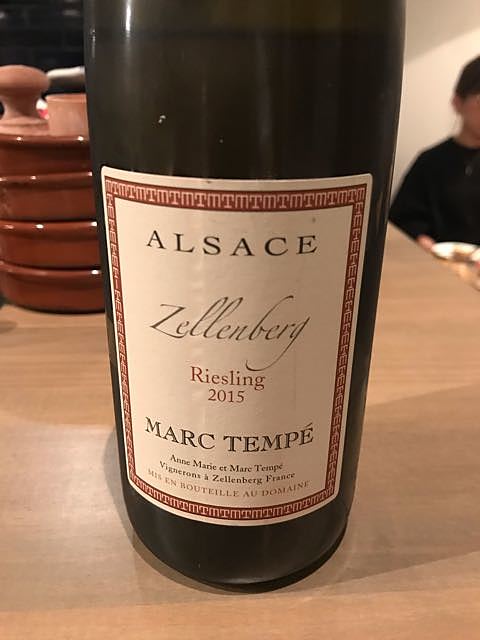 ALSACE
Zellenberg
Riesling
2015
MARC TEMPÉ
Anne Marie et Marc Tempé
Vignerons à Zellenberg France
MIS EN BOUTEILLE AU DOMAINE